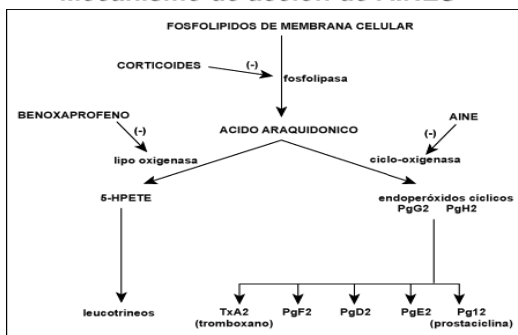 FOSFOLIPIDOS DE MEMBRANA CELULAR
CORTICOIDES
(-)
fosfolipasa
BENOXAPROFENO
(-)
ACIDO ARAQUIDONICO
AINE
(-)
lipo oxigenasa
ciclo-oxigenasa
5-HPETE
endoperóxidos cíclicos
PgG2 PgH2
leucotrineos
TxA2
(tromboxano)
PgF2
PgD2
PgE2
Pg12
(prostaciclina)